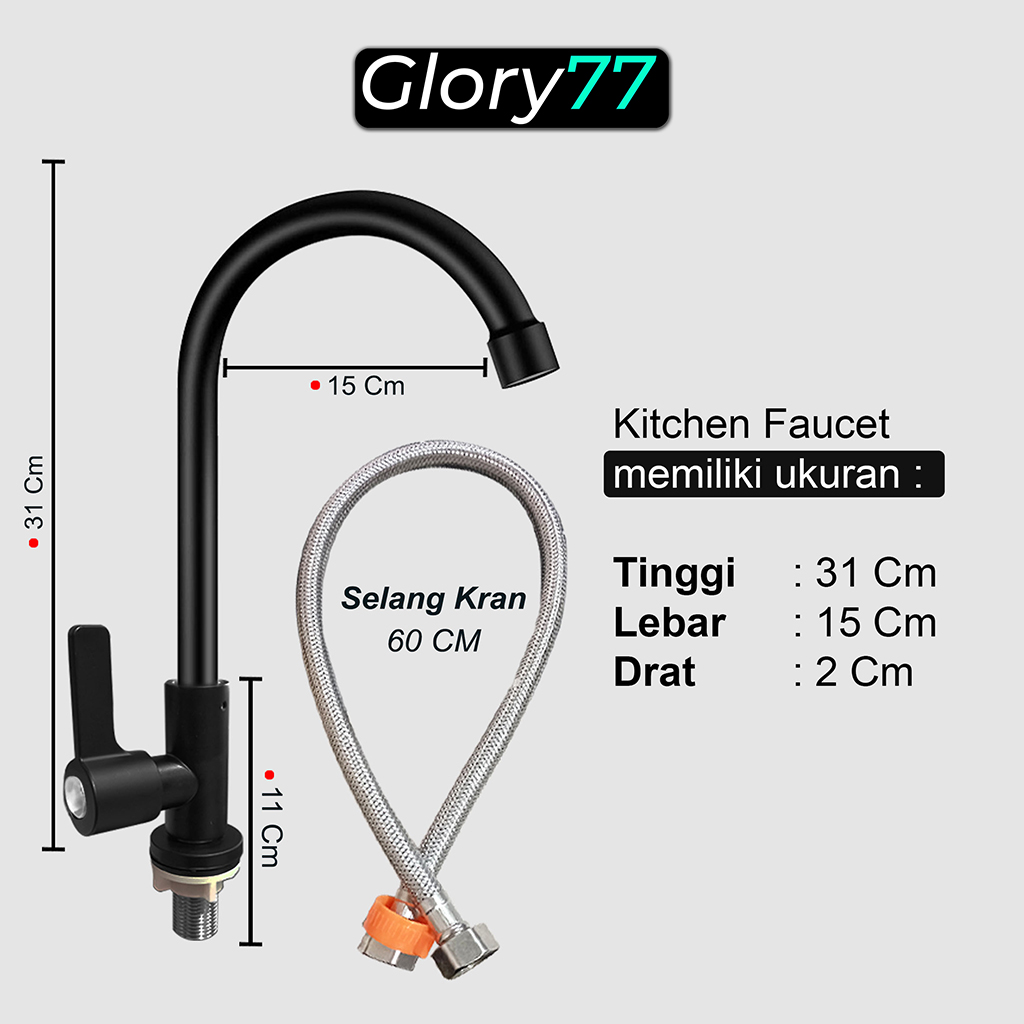 Glory77
15 Cm
31 Cm
Kitchen Faucet
memiliki ukuran :
Selang Kran
60 CM
Tinggi : 31 Cm
Lebar : 15 Cm
Drat : 2 Cm
11 Cm